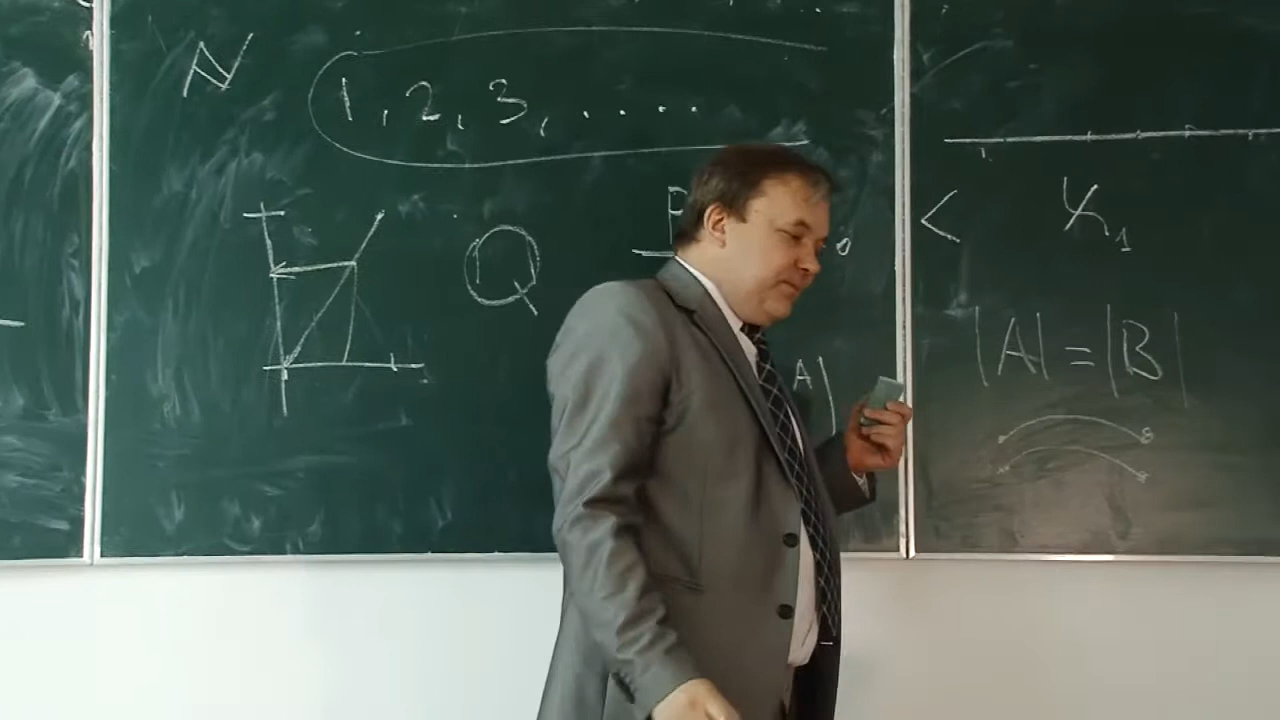 N 1, 2, 3, .....
Q
< ℵ₁
|A| = |B|